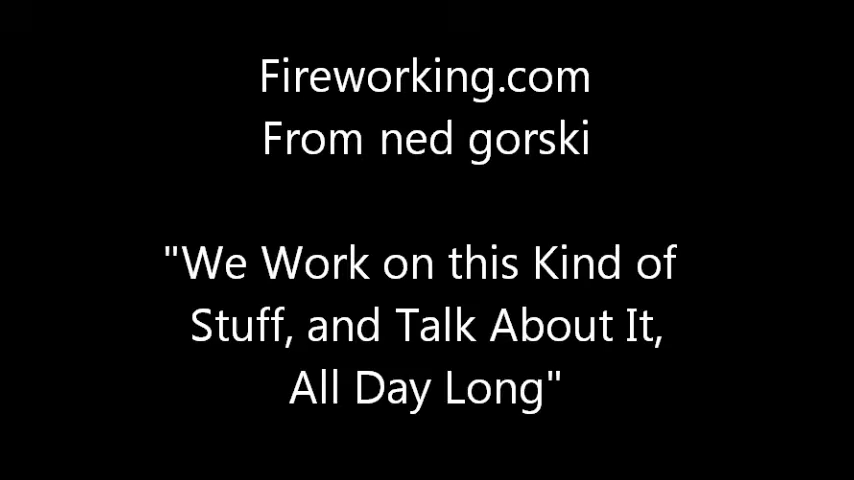 Fireworking.com
From ned gorski
"We Work on this Kind of
Stuff, and Talk About It,
All Day Long"